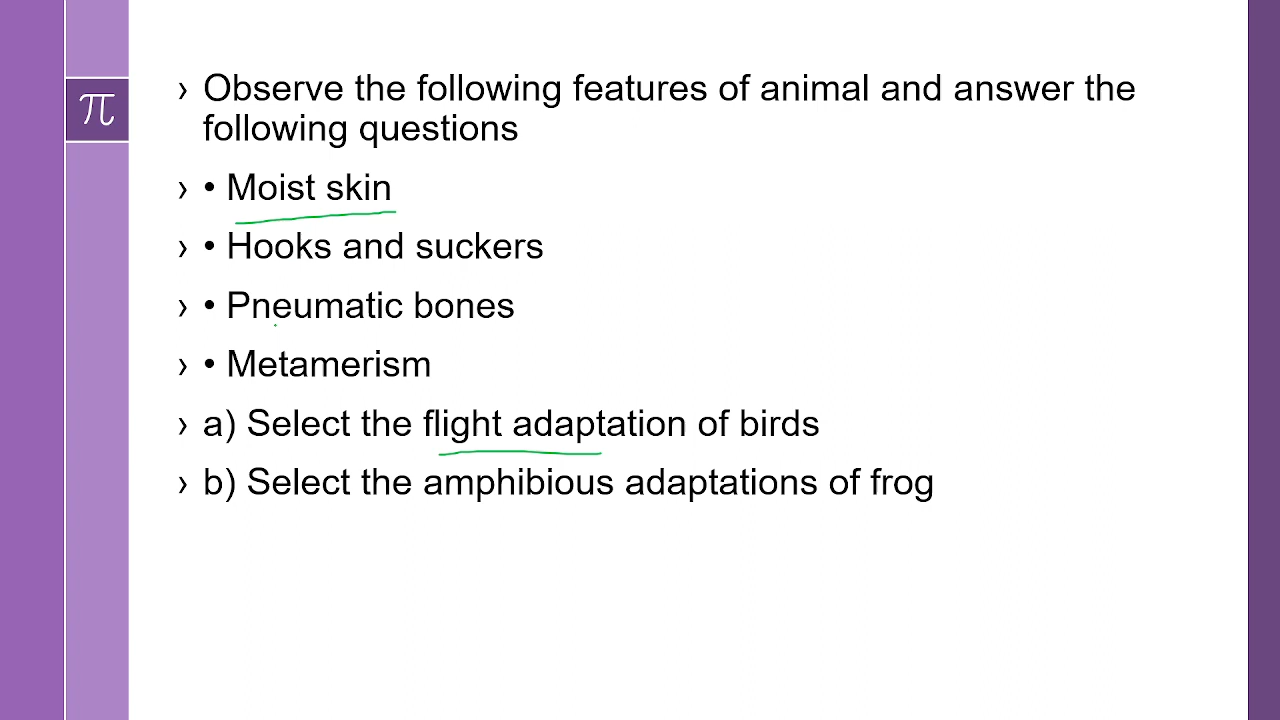 π
› Observe the following features of animal and answer the
following questions
› • Moist skin
› • Hooks and suckers
› • Pneumatic bones
› • Metamerism
› a) Select the flight adaptation of birds
› b) Select the amphibious adaptations of frog